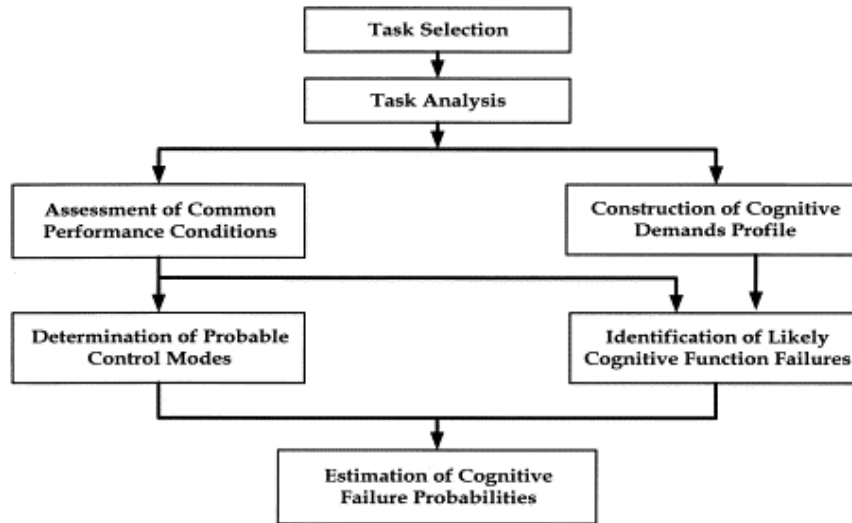 Task Selection
Task Analysis
Assessment of Common
Performance Conditions
Construction of Cognitive
Demands Profile
Determination of Probable
Control Modes
Identification of Likely
Cognitive Function Failures
Estimation of Cognitive
Failure Probabilities